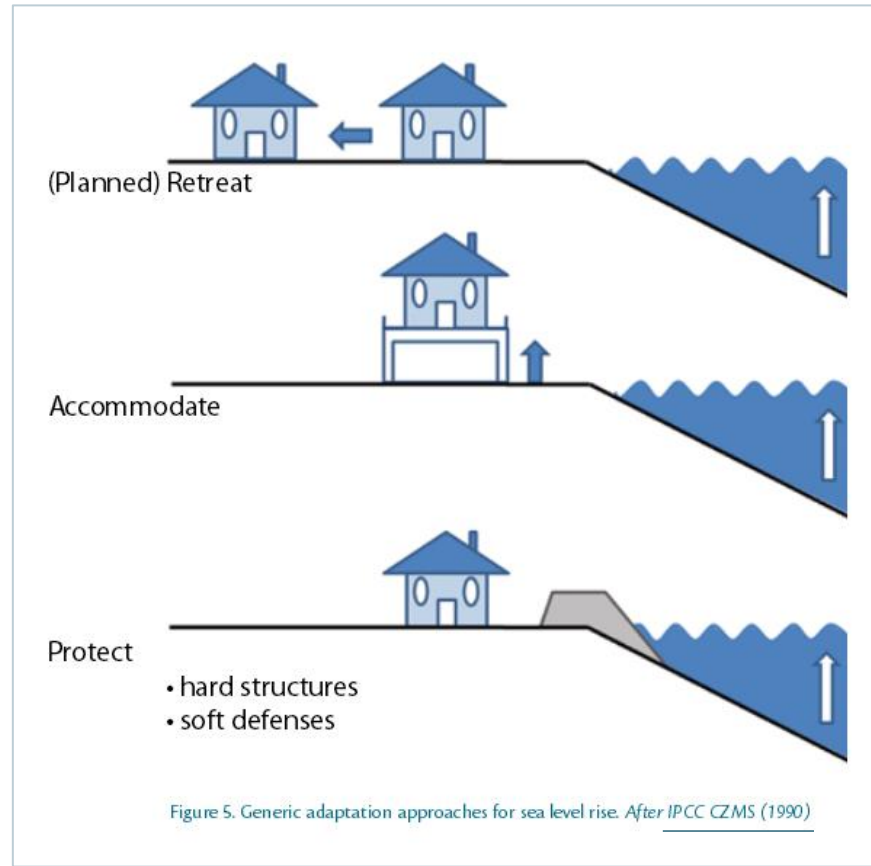 (Planned) Retreat
Accommodate
Protect
• hard structures
• soft defenses
Figure 5. Generic adaptation approaches for sea level rise. After IPCC CZMS (1990)